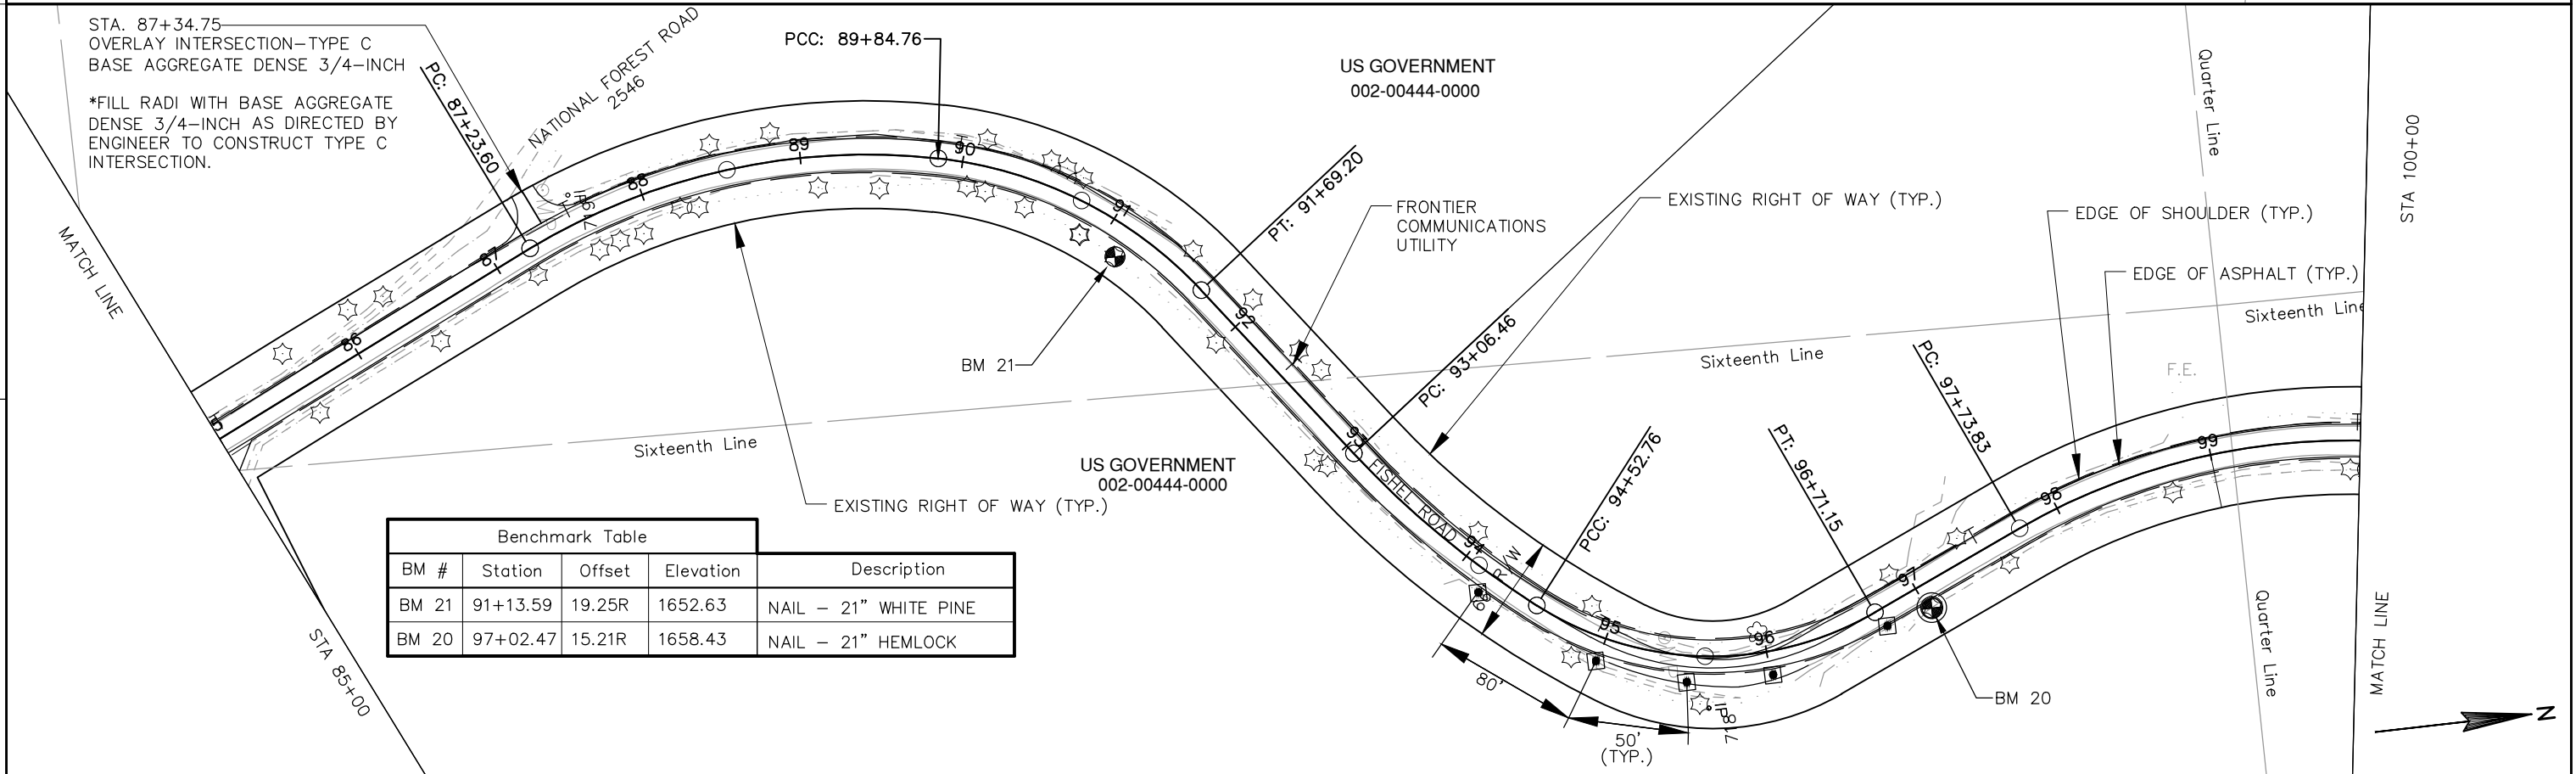 STA. 87+34.75
OVERLAY INTERSECTION-TYPE C
BASE AGGREGATE DENSE 3/4-INCH
*FILL RADI WITH BASE AGGREGATE
DENSE 3/4-INCH AS DIRECTED BY
ENGINEER TO CONSTRUCT TYPE C
INTERSECTION.
PC: 87+23.60
NATIONAL FOREST ROAD
2546
PCC: 89+84.76
US GOVERNMENT
002-00444-0000
PT: 91+69.20
FRONTIER
COMMUNICATIONS
UTILITY
EXISTING RIGHT OF WAY (TYP.)
EDGE OF SHOULDER (TYP.)
EDGE OF ASPHALT (TYP.)
Quarter Line
STA 100+00
MATCH LINE
STA 85+00
86
87
88
89
90
91
92
93
94
95
96
97
98
99
BM 21
PC: 93+06.46
Sixteenth Line
Sixteenth Line
Sixteenth Line
F.E.
US GOVERNMENT
002-00444-0000
EXISTING RIGHT OF WAY (TYP.)
FISHEL ROAD
R/W
PCC: 94+52.76
PT: 96+71.15
PC: 97+73.83
80'
50'
(TYP.)
BM 20
Quarter Line
MATCH LINE
N
Benchmark Table
BM # Station Offset Elevation Description
BM 21 91+13.59 19.25R 1652.63 NAIL - 21" WHITE PINE
BM 20 97+02.47 15.21R 1658.43 NAIL - 21" HEMLOCK